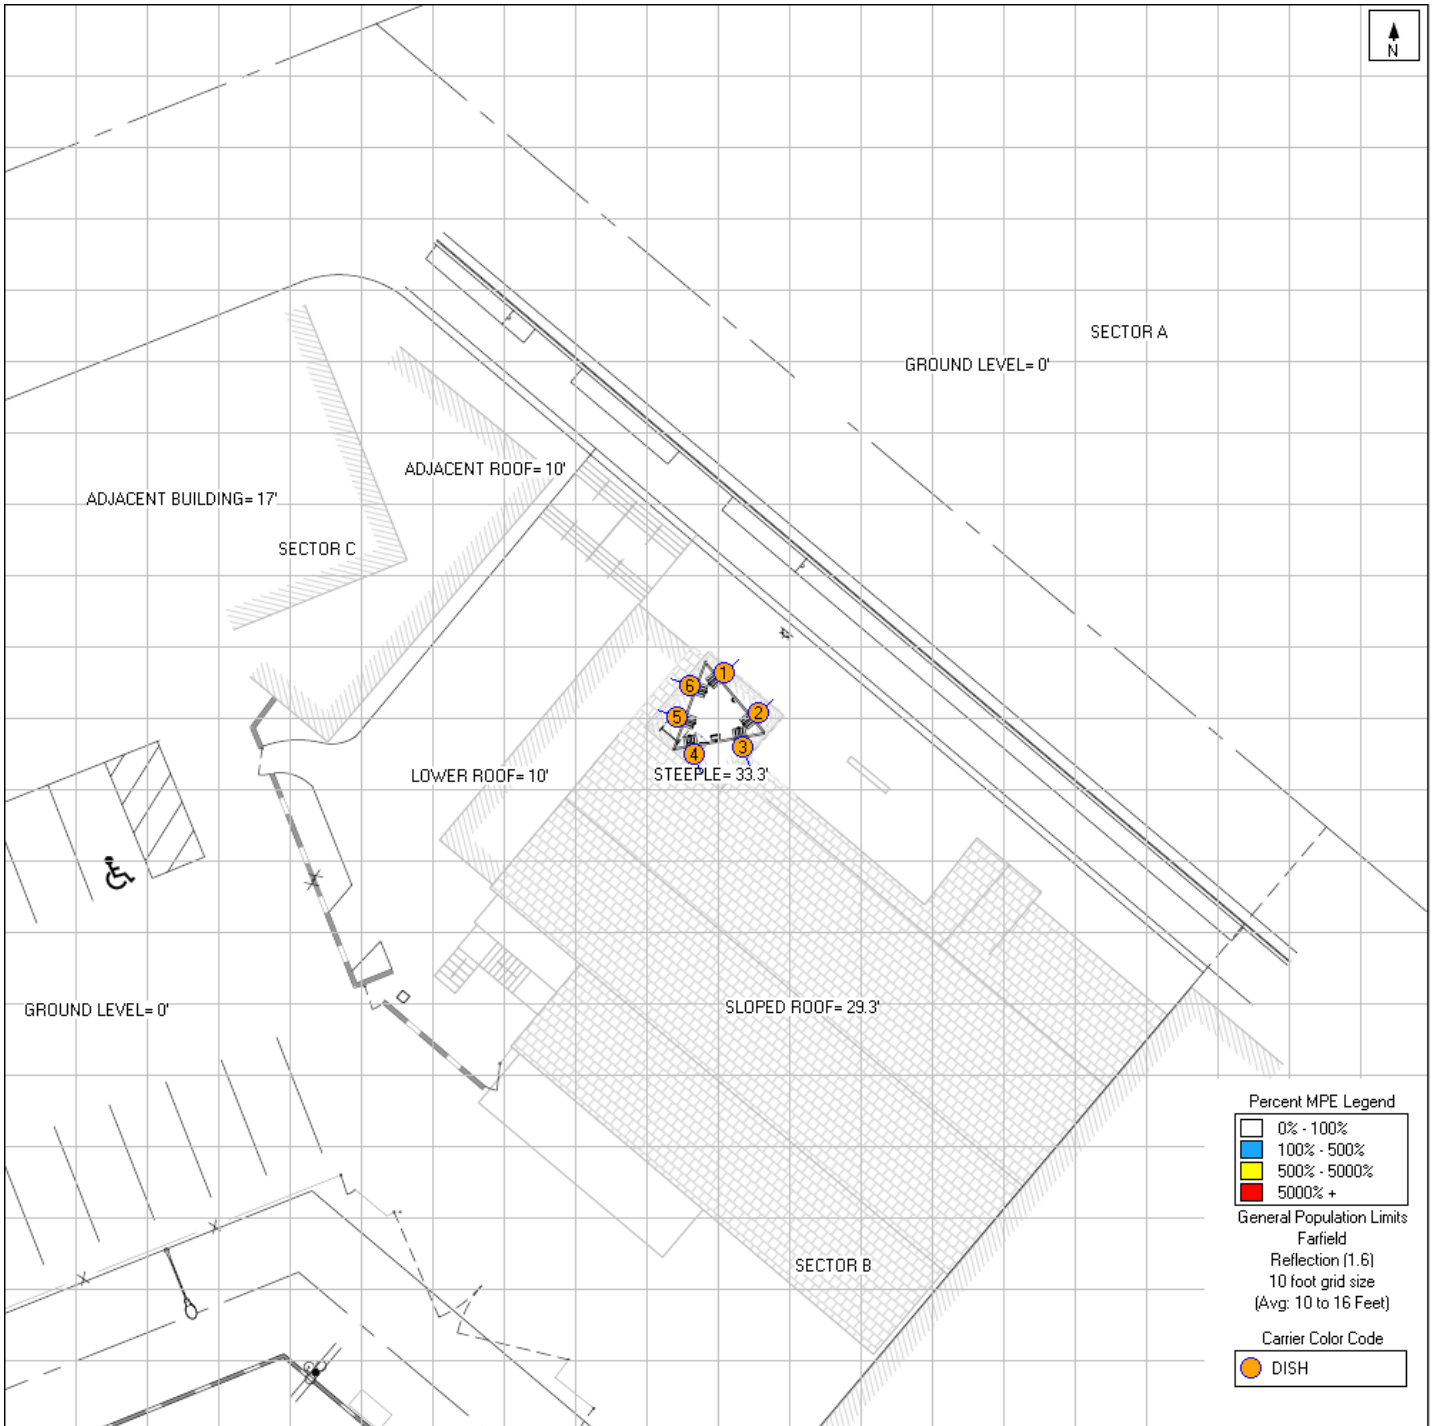 N
SECTOR A
GROUND LEVEL= 0'
ADJACENT ROOF= 10'
ADJACENT BUILDING= 17'
SECTOR C
1
6
2
5
3
4
LOWER ROOF= 10'
STEEPLE= 33.3'
GROUND LEVEL= 0'
SLOPED ROOF= 29.3'
SECTOR B
Percent MPE Legend
0% - 100%
100% - 500%
500% - 5000%
5000% +
General Population Limits
Farfield
Reflection (1.6)
10 foot grid size
(Avg: 10 to 16 Feet)
Carrier Color Code
DISH